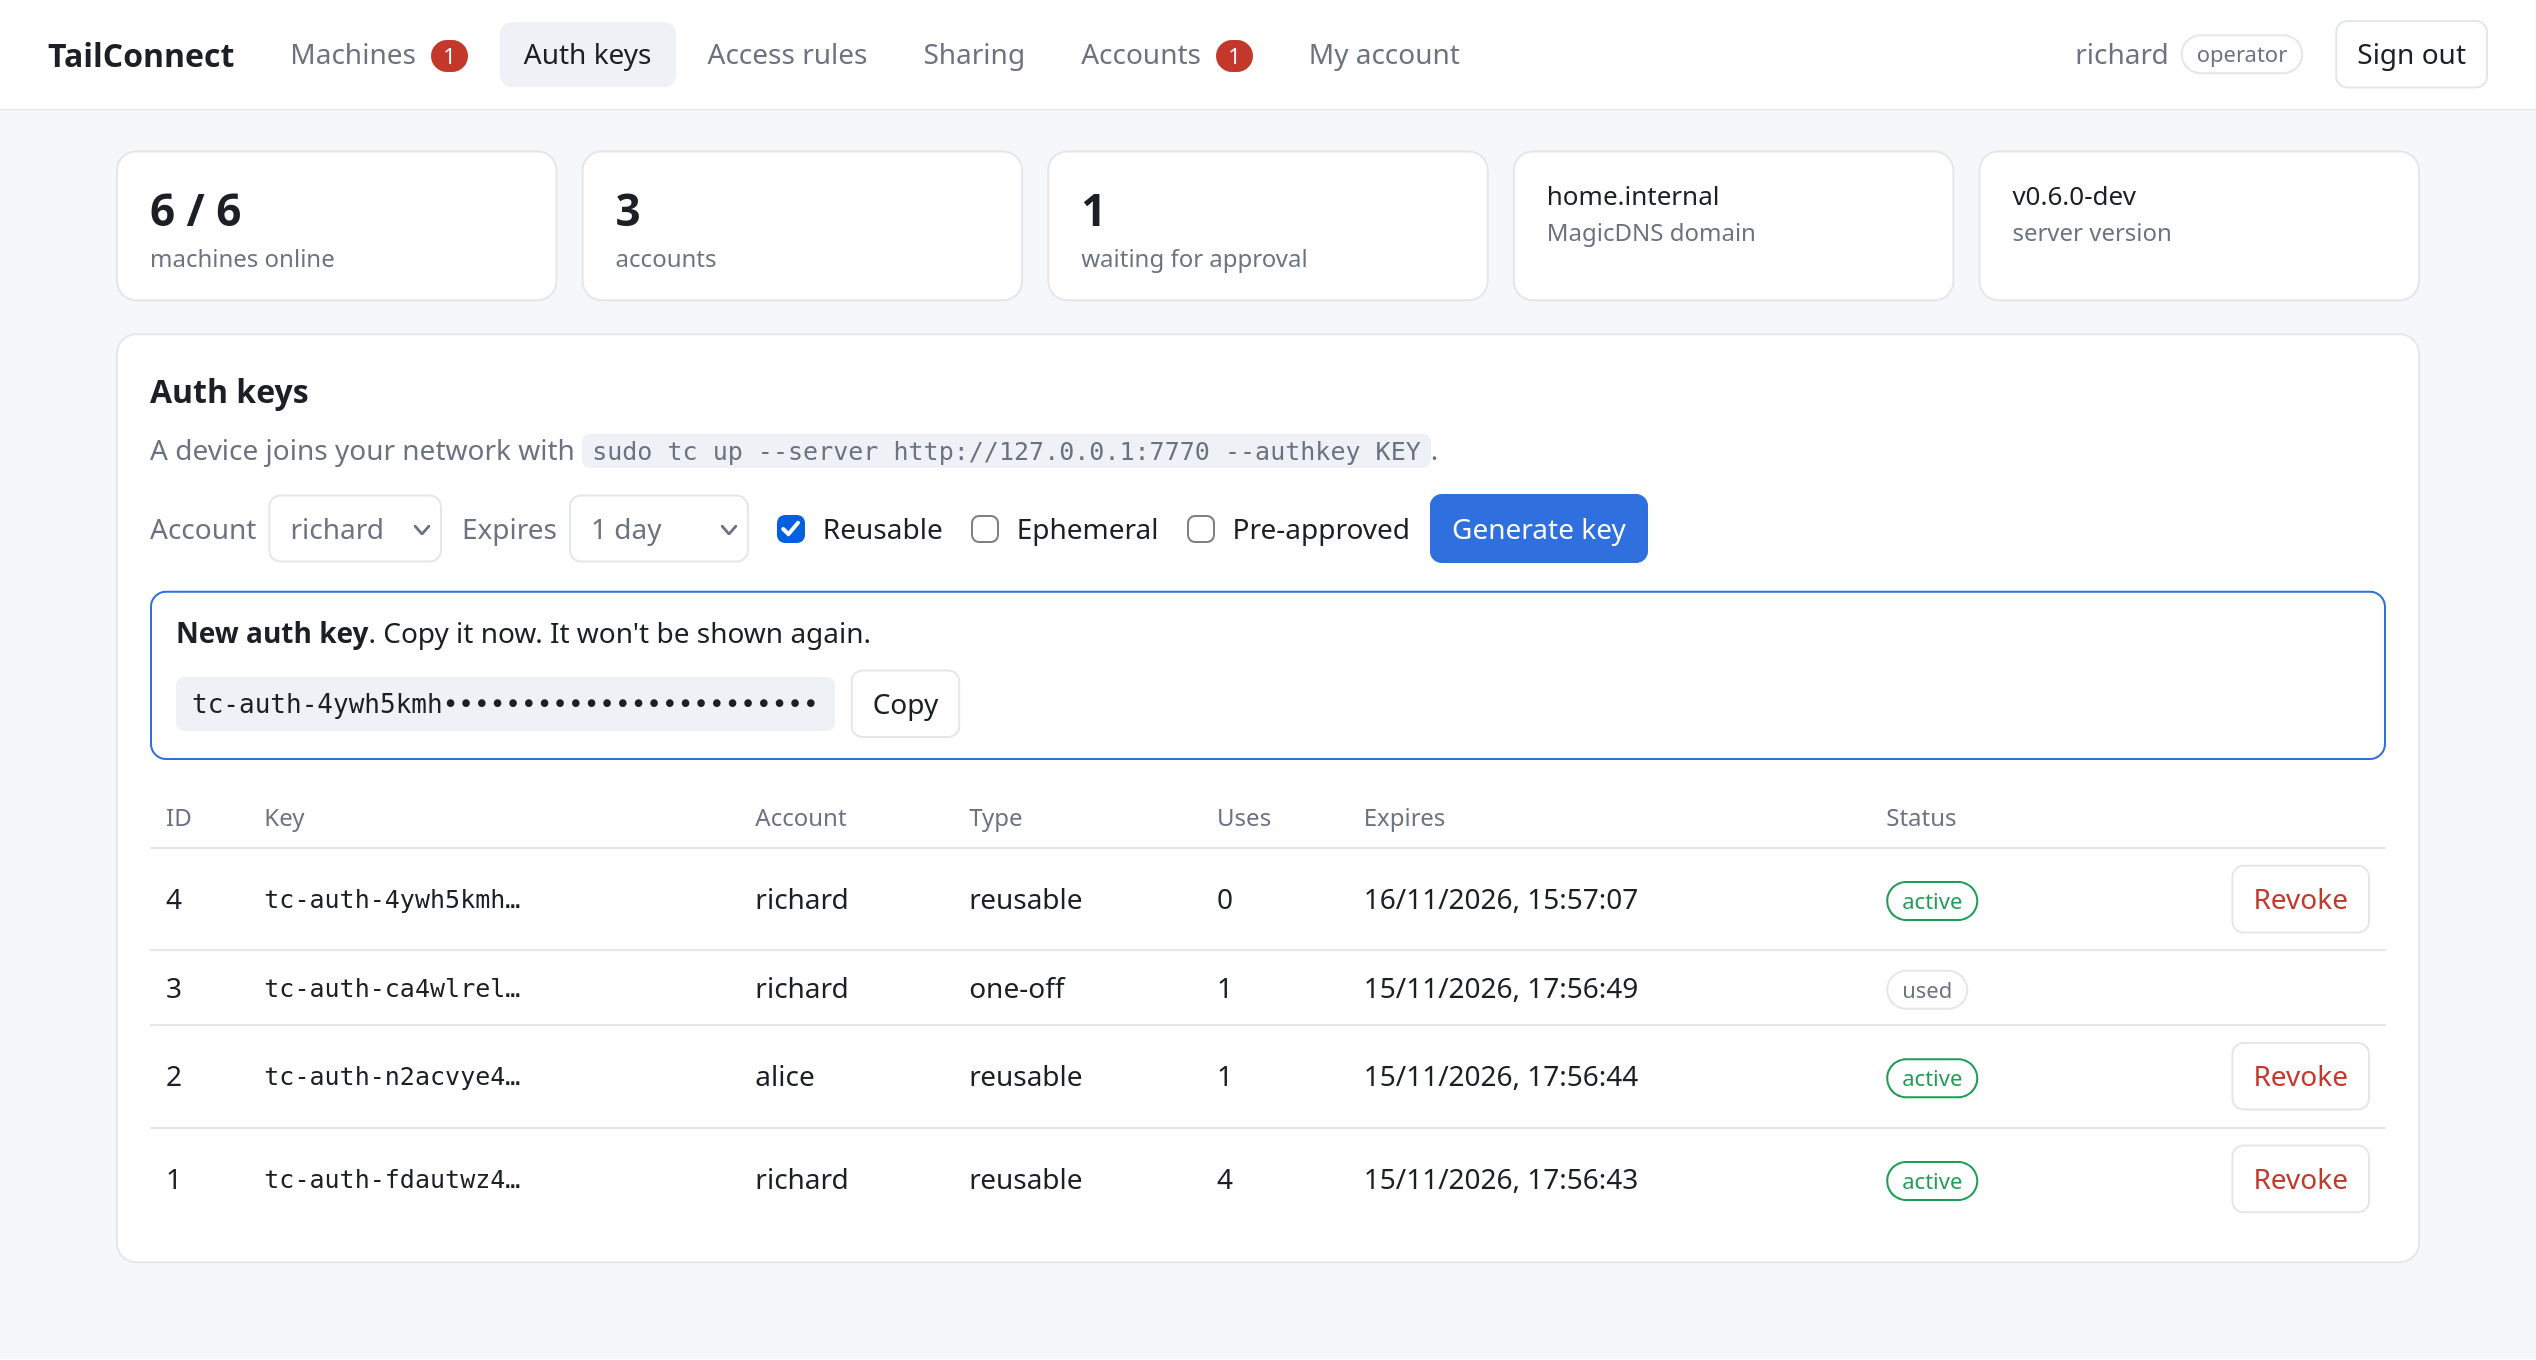 TailConnect Machines 1 Auth keys Access rules Sharing Accounts 1 My account richard operator Sign out
6 / 6
machines online
3
accounts
1
waiting for approval
home.internal
MagicDNS domain
v0.6.0-dev
server version
Auth keys
A device joins your network with sudo tc up --server http://127.0.0.1:7770 --authkey KEY.
Account richard Expires 1 day Reusable Ephemeral Pre-approved Generate key
New auth key. Copy it now. It won't be shown again.
tc-auth-4ywh5kmh•••••••••••••••••••••••• Copy
ID Key Account Type Uses Expires Status
4 tc-auth-4ywh5kmh… richard reusable 0 16/11/2026, 15:57:07 active Revoke
3 tc-auth-ca4wlrel… richard one-off 1 15/11/2026, 17:56:49 used
2 tc-auth-n2acvye4… alice reusable 1 15/11/2026, 17:56:44 active Revoke
1 tc-auth-fdautwz4… richard reusable 4 15/11/2026, 17:56:43 active Revoke